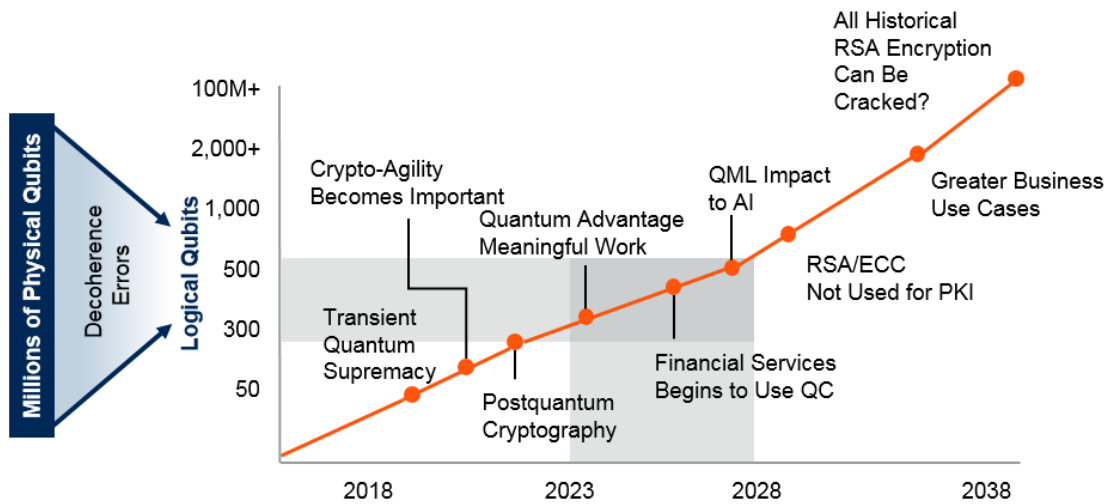 Millions of Physical Qubits
Decoherence
Errors
Logical Qubits
100M+
2,000+
1,000
500
300
50
Transient
Quantum
Supremacy
Crypto-Agility
Becomes Important
Postquantum
Cryptography
Quantum Advantage
Meaningful Work
Financial Services
Begins to Use QC
QML Impact
to AI
RSA/ECC
Not Used for PKI
Greater Business
Use Cases
All Historical
RSA Encryption
Can Be
Cracked?
2018
2023
2028
2038